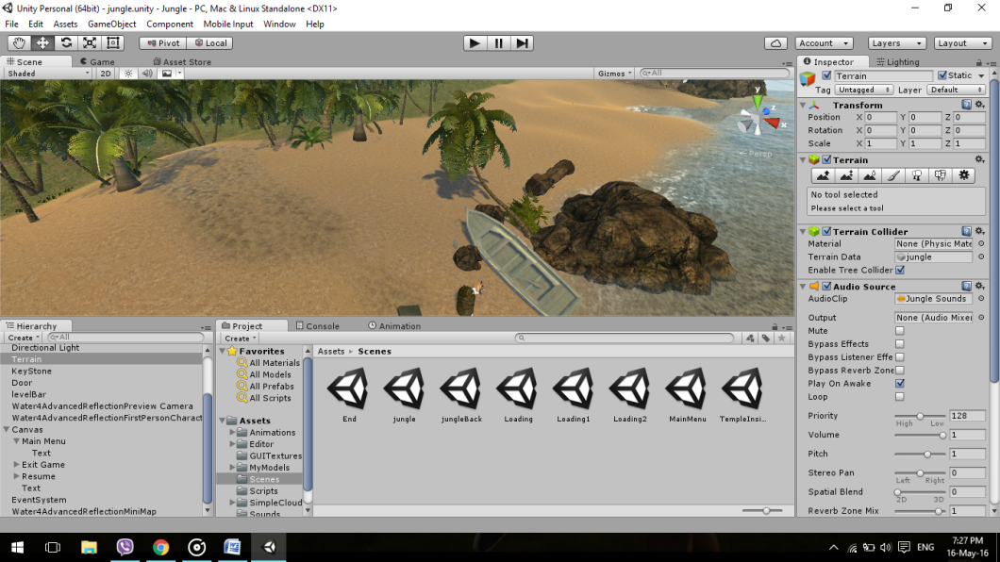 Unity Personal (64bit) - jungle.unity - Jungle - PC, Mac & Linux Standalone <DX11>
File Edit Assets GameObject Component Mobile Input Window Help
Pivot Local Account Layers Layout
Scene Game Asset Store
Shaded 2D Gizmos All
y
z
x
Persp
Inspector Lighting
Terrain Static
Tag Untagged Layer Default
Transform
Position X 0 Y 0 Z 0
Rotation X 0 Y 0 Z 0
Scale X 1 Y 1 Z 1
Terrain
No tool selected
Please select a tool
Terrain Collider
Material None (Physic Mate
Terrain Data jungle
Enable Tree Collider
Audio Source
AudioClip Jungle Sounds
Output None (Audio Mixer
Mute
Bypass Effects
Bypass Listener Effe
Bypass Reverb Zone
Play On Awake
Loop
Priority 128
High Low
Volume 1
Pitch 1
Stereo Pan 0
Left Right
Spatial Blend 0
2D 3D
Reverb Zone Mix 1
Hierarchy
Create All
Directional Light
Terrain
KeyStone
Door
levelBar
Water4AdvancedReflectionPreview Camera
Water4AdvancedReflectionFirstPersonCharact
Canvas
Main Menu
Text
Exit Game
Resume
Text
EventSystem
Water4AdvancedReflectionMiniMap
Project Console Animation
Create
Favorites
All Materials
All Models
All Prefabs
All Scripts
Assets
Animations
Editor
GUITextures
MyModels
Scenes
Scripts
SimpleCloud
Sounds
Assets Scenes
End jungle jungleBack Loading Loading1 Loading2 MainMenu TempleInsi...
ENG
7:27 PM
16-May-16